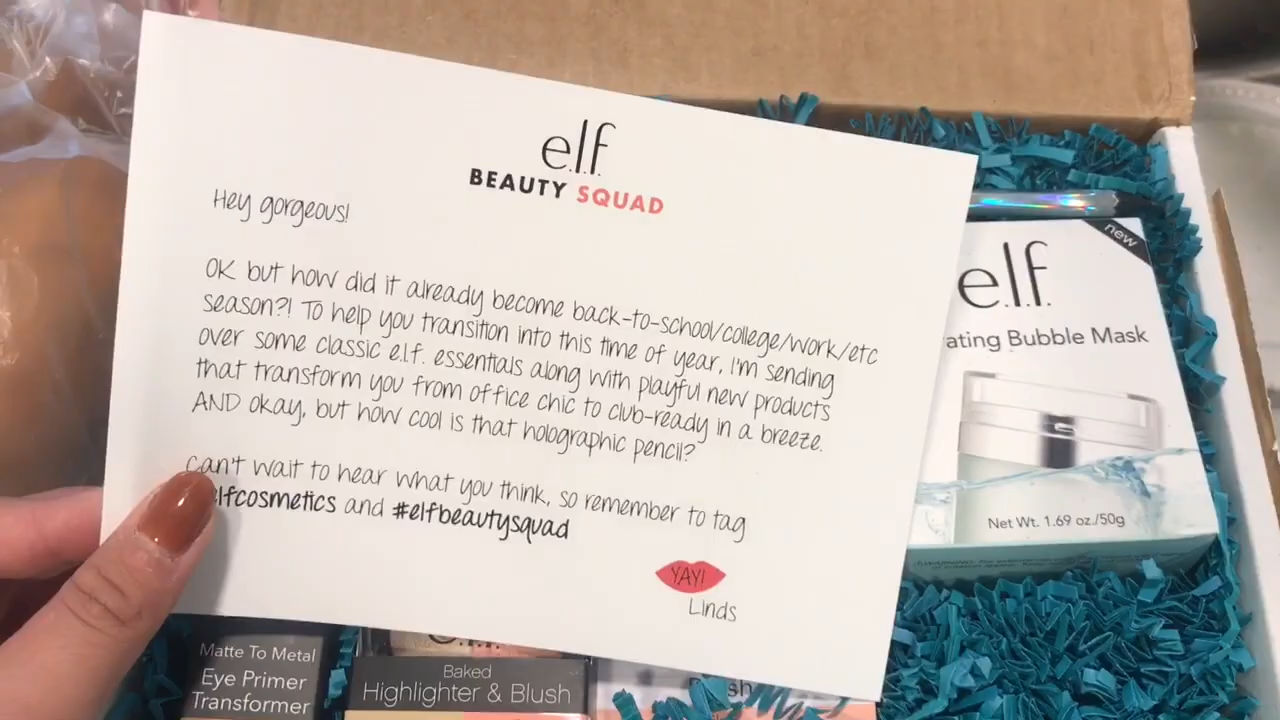 e.l.f.
BEAUTY SQUAD
Hey gorgeous!
OK but how did it already become back-to-school/college/work/etc
season?! To help you transition into this time of year, I'm sending
over some classic e.l.f. essentials along with playful new products
that transform you from office chic to club-ready in a breeze.
AND okay, but how cool is that holographic pencil?
Can't wait to hear what you think, so remember to tag
elfcosmetics and #elfbeautysquad
YAY!
Linds
new
e.l.f.
ating Bubble Mask
Net Wt. 1.69 oz./50g
Matte To Metal
Eye Primer
Transformer
Baked
Highlighter & Blush